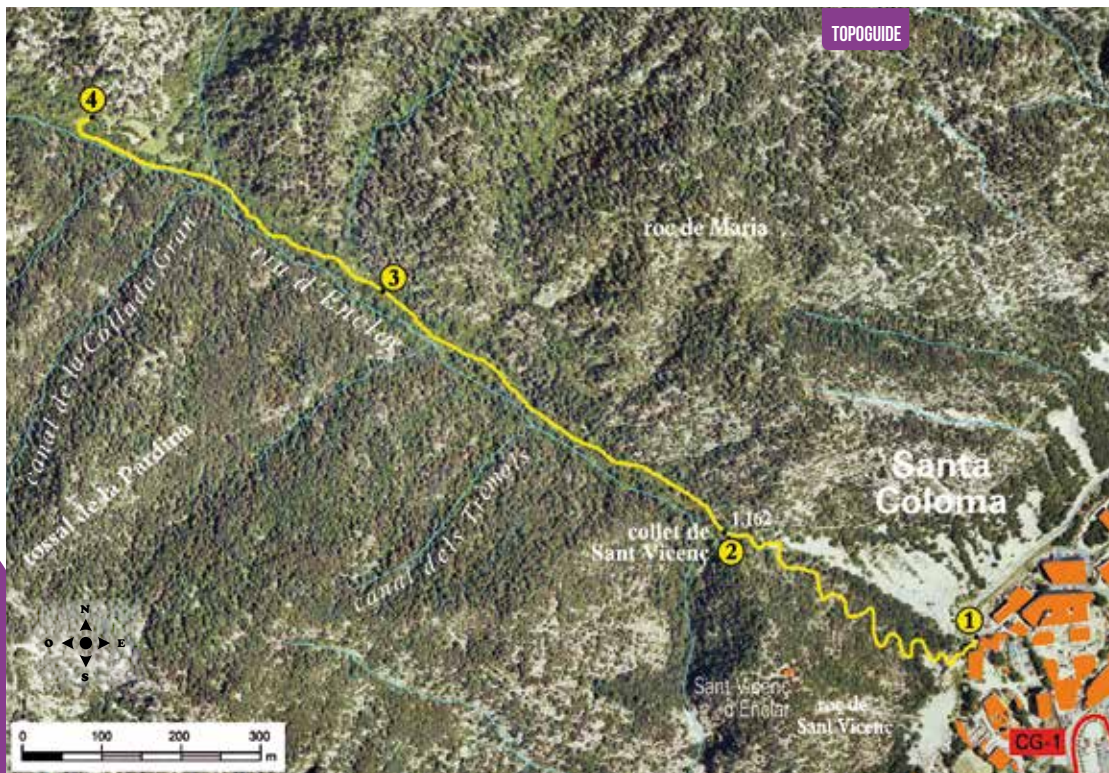 TOPOGUIDE
4
roc de Maria
3
riu d'Enclar
canal de la Collada Gran
rossal de la Pardina
canal dels Tremols
Santa
Coloma
1.162
collet de
Sant Vicenç
2
1
N
O E
S
Sant Vicenç
d'Enclar
roc de
Sant Vicenç
0 100 200 300
m
CG-1